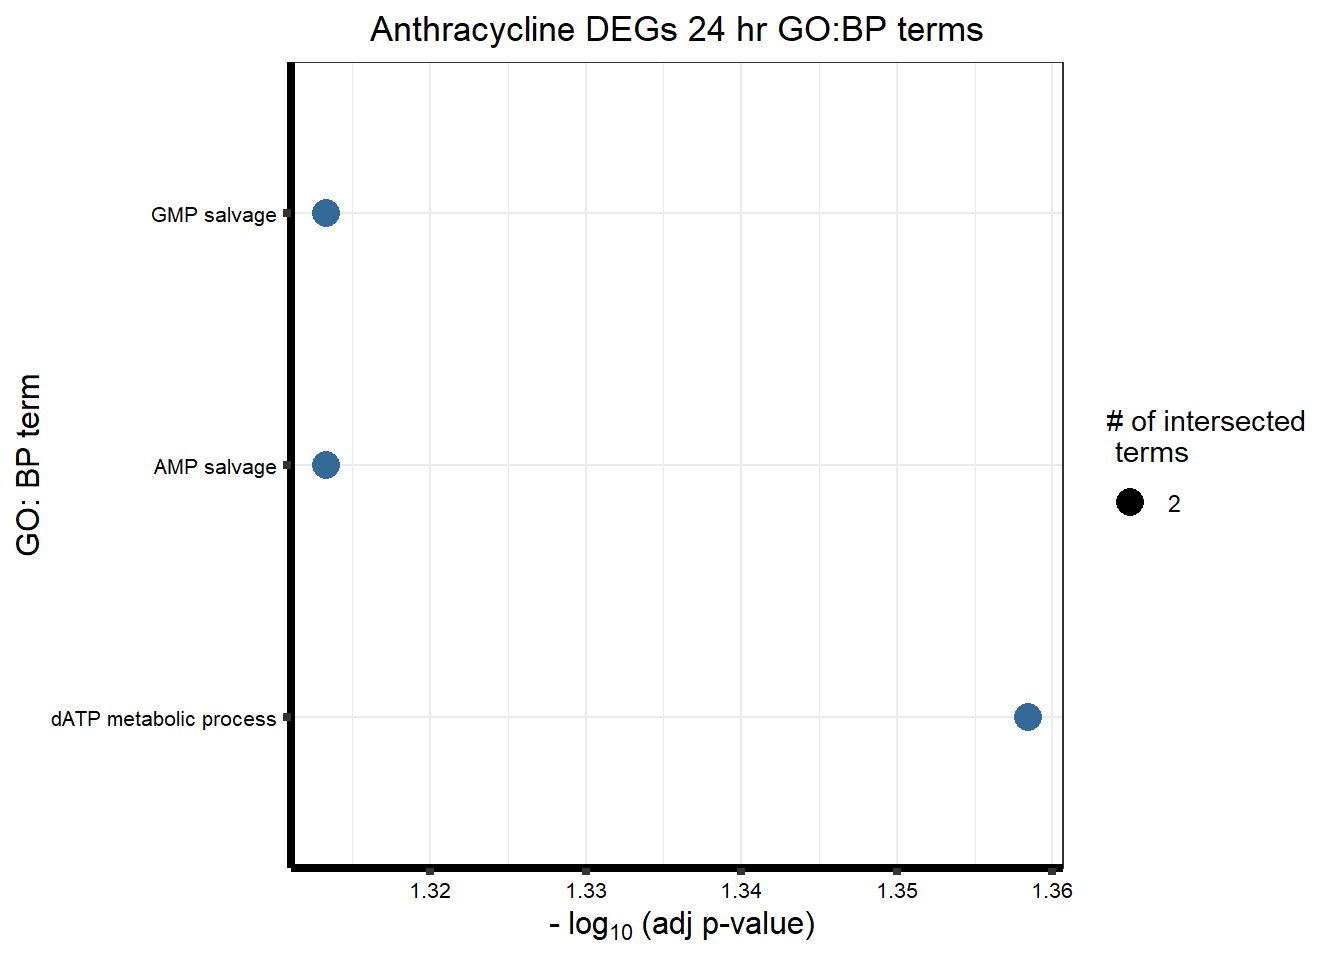 Anthracycline DEGs 24 hr GO:BP terms
GO: BP term
GMP salvage
AMP salvage
dATP metabolic process
1.32 1.33 1.34 1.35 1.36
- log10 (adj p-value)
# of intersected
terms
2